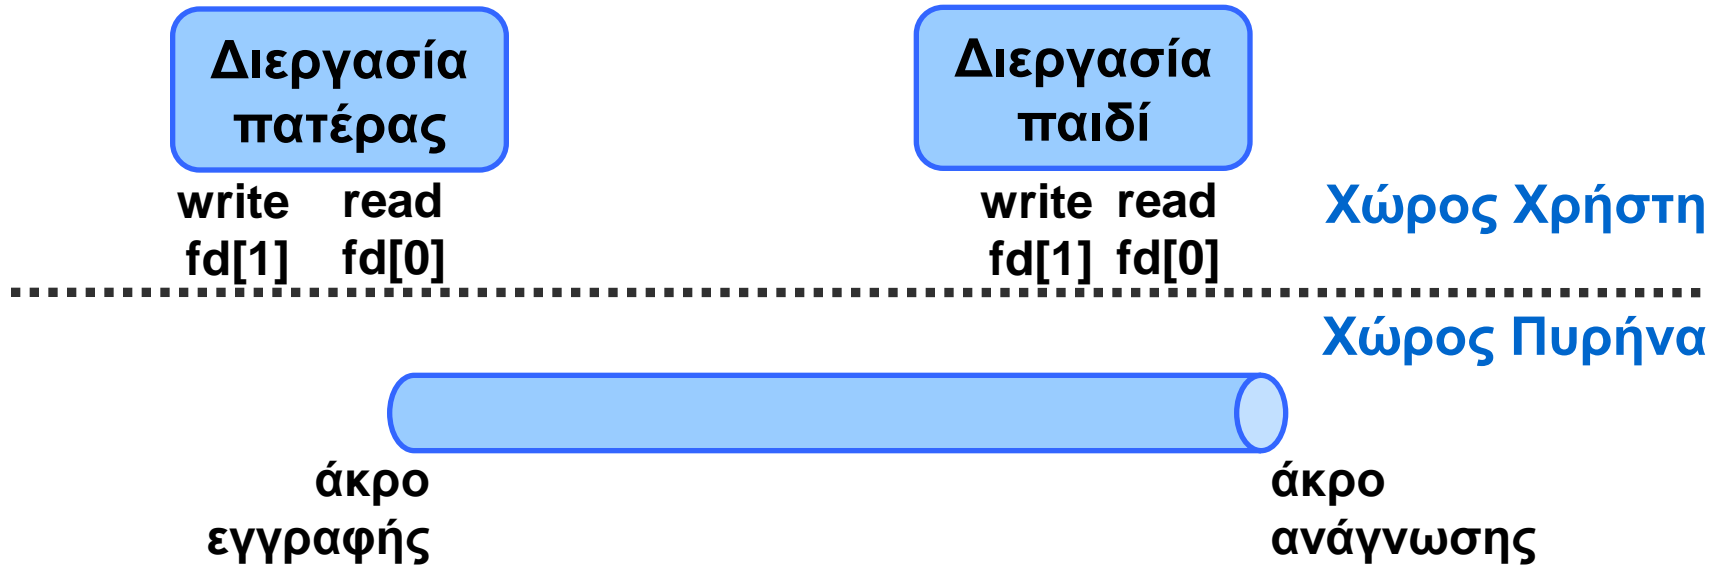 Διεργασία
πατέρας
Διεργασία
παιδί
write read
fd[1] fd[0]
write read
fd[1] fd[0]
Χώρος Χρήστη
Χώρος Πυρήνα
άκρο
εγγραφής
άκρο
ανάγνωσης